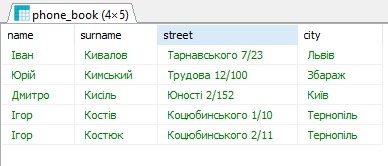 phone_book (4×5)
name surname street city
Іван Кивалов Тарнавського 7/23 Львів
Юрій Кимський Трудова 12/100 Збараж
Дмитро Кисіль Юності 2/152 Київ
Ігор Костів Коцюбинського 1/10 Тернопіль
Ігор Костюк Коцюбинського 2/11 Тернопіль